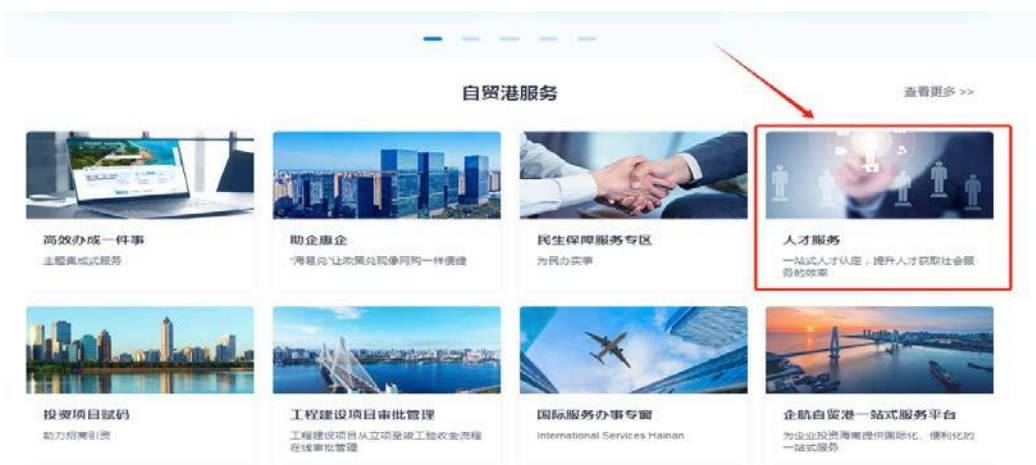 自贸港服务
查看更多 >>
高效办成一件事
主题集成式服务
助企惠企
"海易兑"让政策兑现像网购一样便捷
民生保障服务专区
为民办实事
人才服务
一站式人才认定，提升人才获取社会服
务的效率
投资项目赋码
助力招商引资
工程建设项目审批管理
工程建设项目从立项至竣工验收全流程
在线审批管理
国际服务办事专窗
International Services Hainan
企航自贸港一站式服务平台
为企业投资海南提供国际化、便利化的
一站式服务